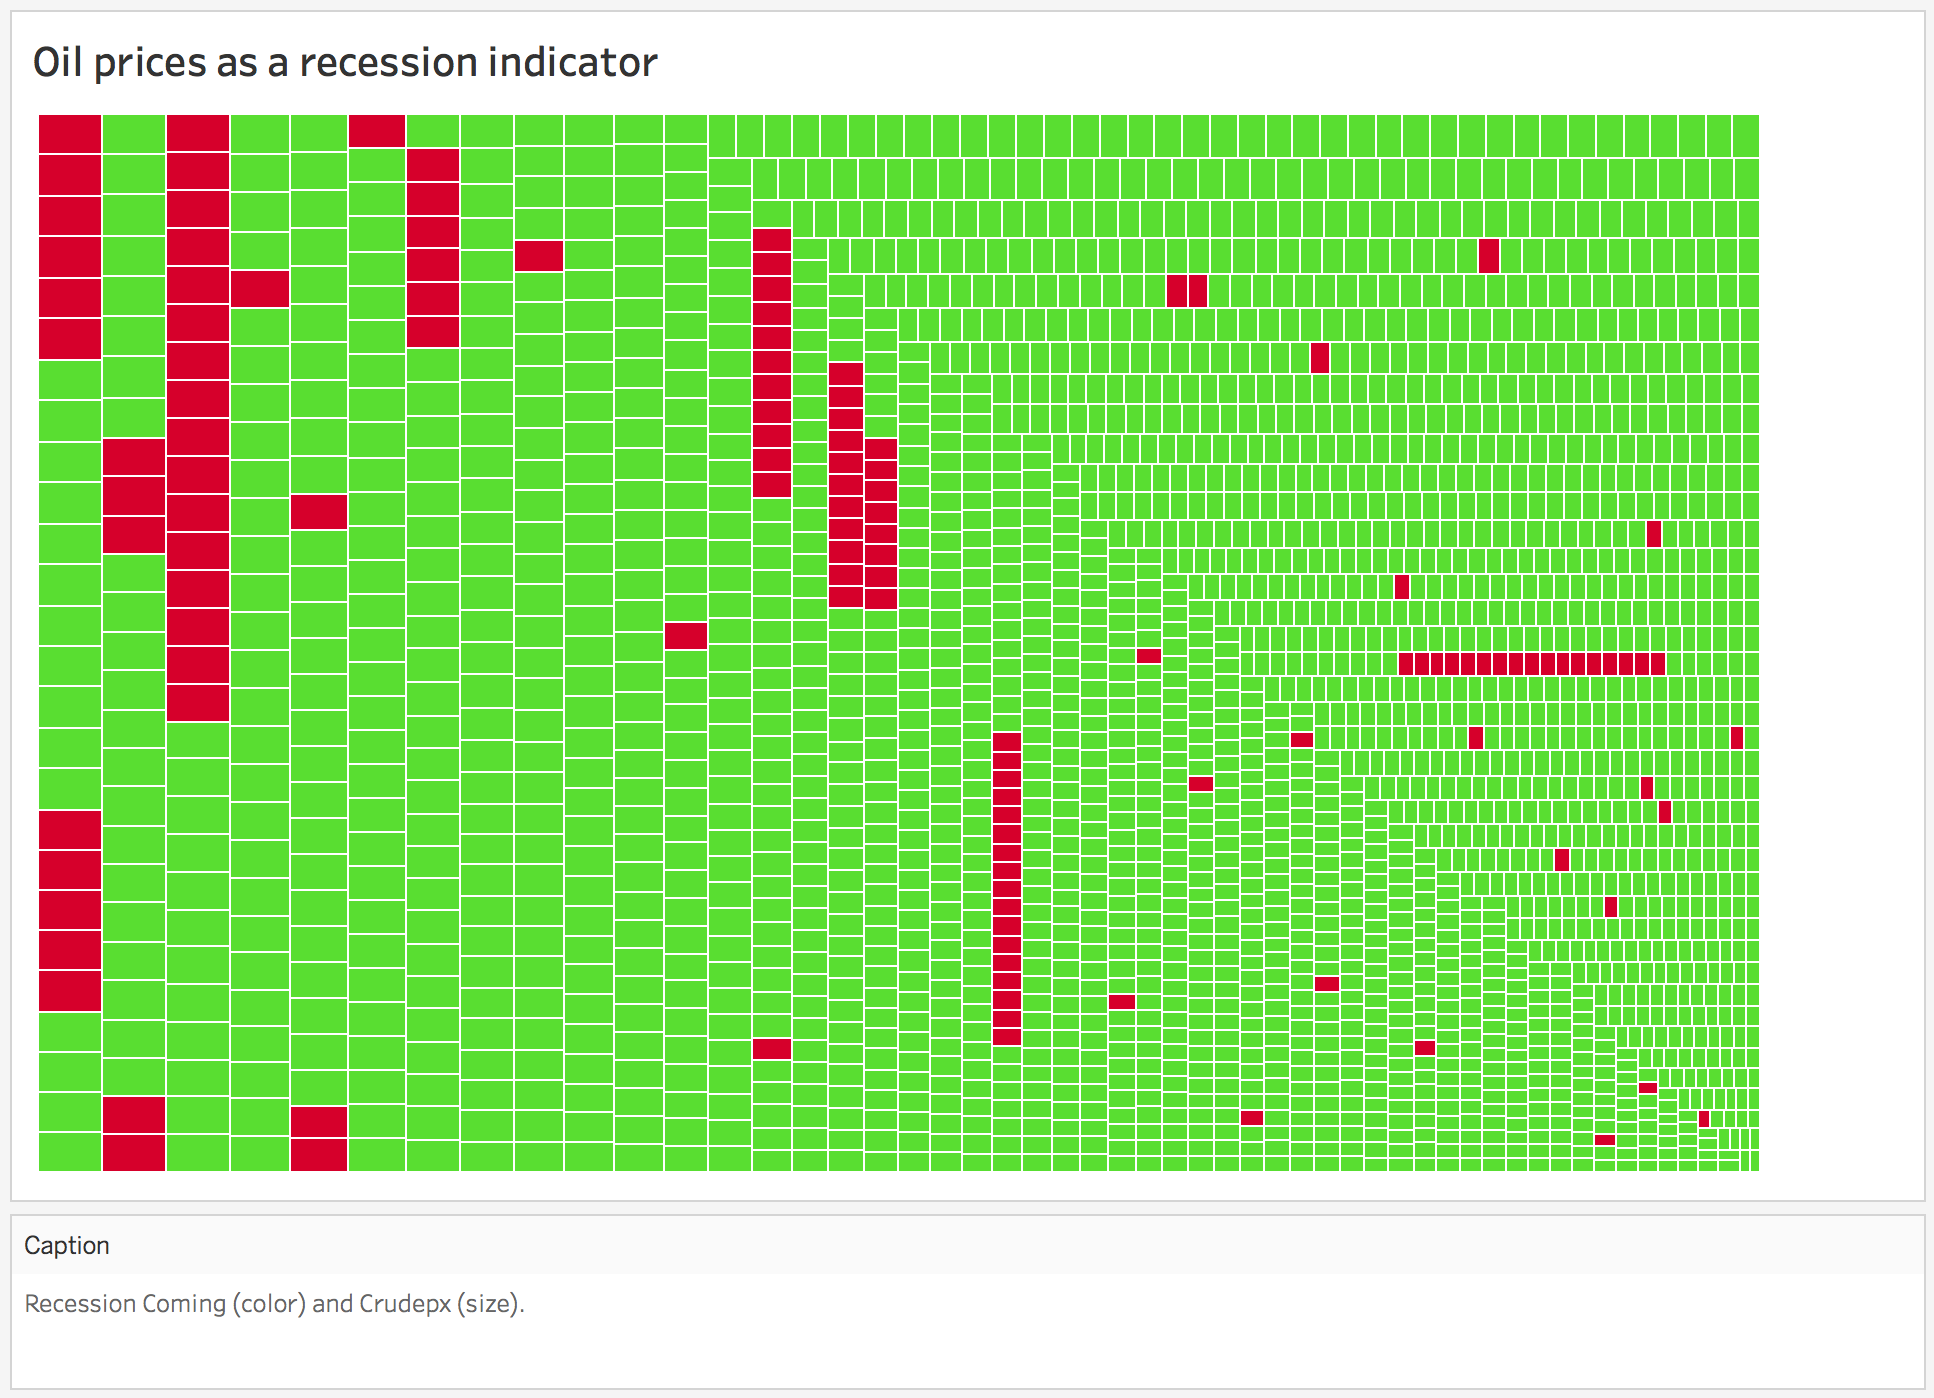 Oil prices as a recession indicator
Caption
Recession Coming (color) and Crudepx (size).